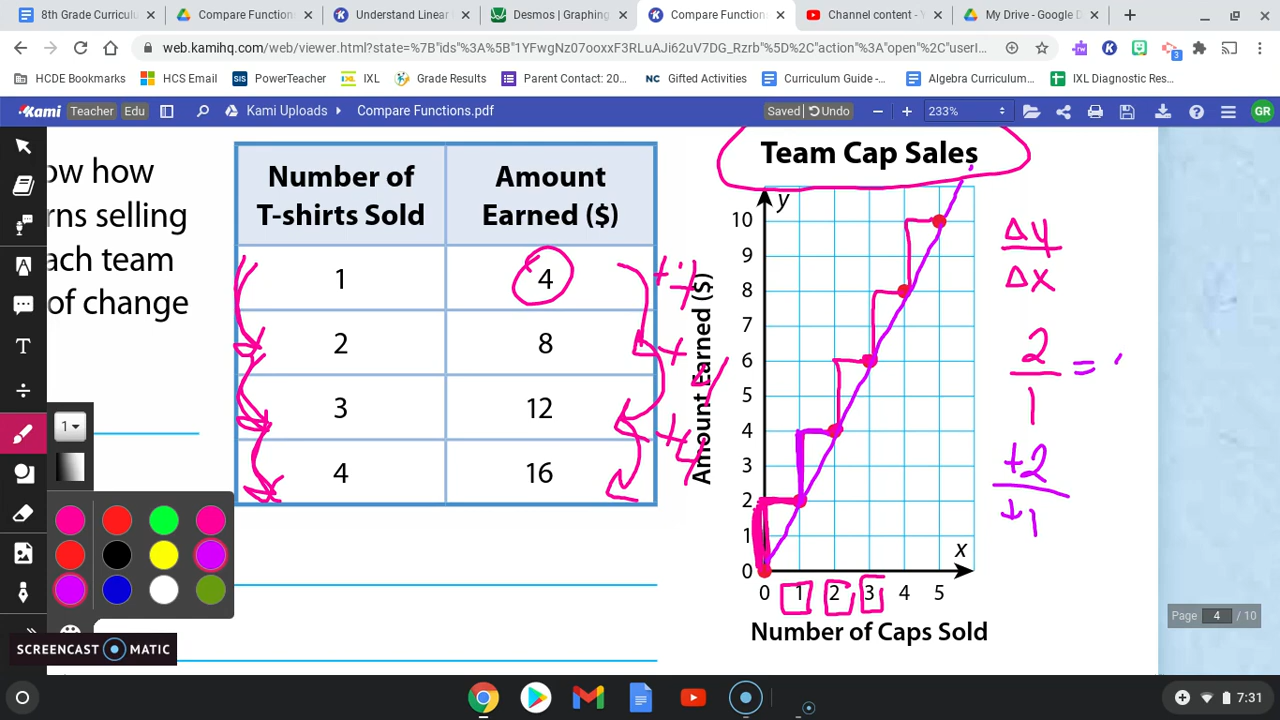 8th Grade Curricul
Compare Function
Understand Linear
Desmos | Graphing
Compare Function
Channel content -
My Drive - Google D
web.kamihq.com/web/viewer.html?state=%7B"ids"%3A%5B"1YFwgNz07ooxxF3RLuAJi62uV7DG_Rzrb"%5D%2C"action"%3A"open"%2C"userI...
HCDE Bookmarks
HCS Email
PowerTeacher
IXL
Grade Results
Parent Contact: 20...
Gifted Activities
Curriculum Guide -...
Algebra Curriculum...
IXL Diagnostic Res...
Kami Teacher Edu
Kami Uploads
Compare Functions.pdf
Saved Undo
233%
GR
ow how
rns selling
ach team
of change
Number of T-shirts Sold
Amount Earned ($)
1 4
2 8
3 12
4 16
+4
+4
+4
Team Cap Sales
y
Amount Earned ($)
10
9
8
7
6
5
4
3
2
1
0
0 1 2 3 4 5
x
Number of Caps Sold
Δy
Δx
2
1
=
+2
+1
1
Page 4 / 10
SCREENCAST MATIC
7:31